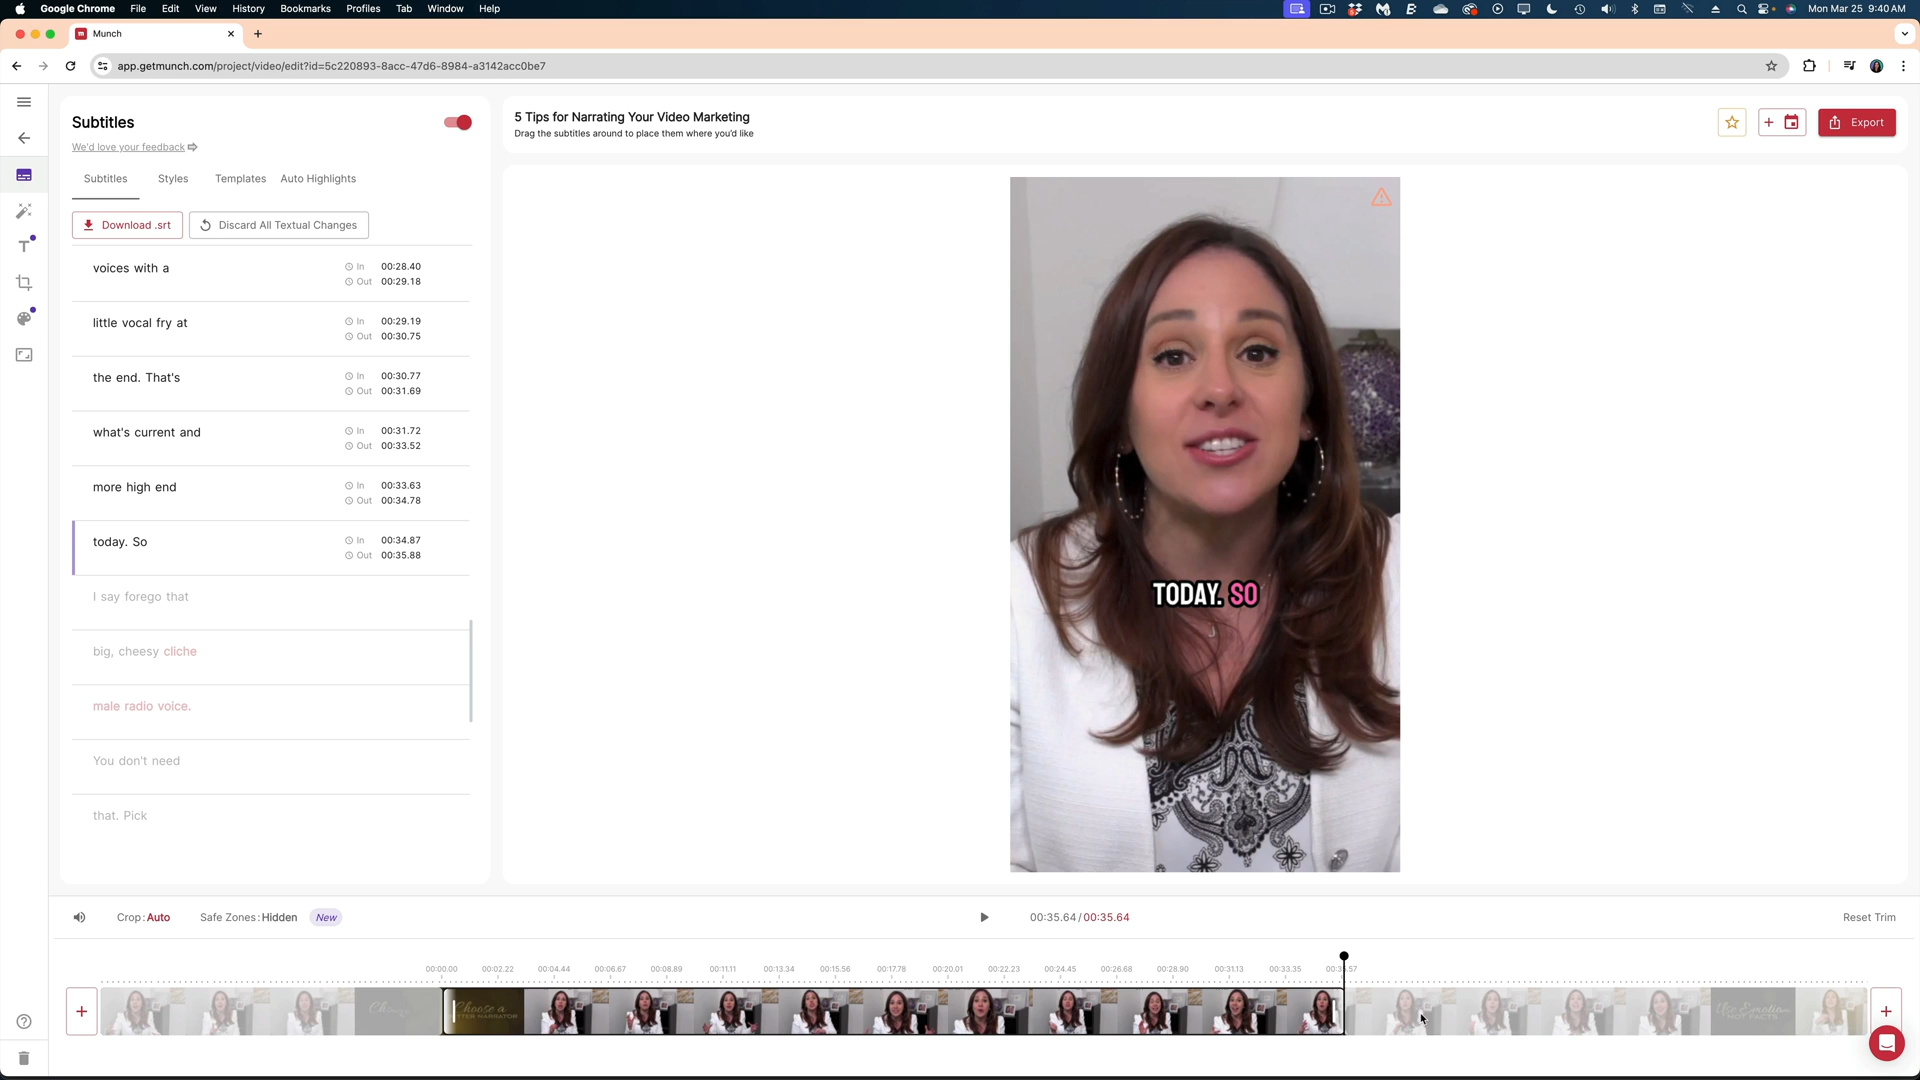 Google Chrome File Edit View History Bookmarks Profiles Tab Window Help Mon Mar 25 9:40 AM
Munch
app.getmunch.com/project/video/edit?id=5c220893-8acc-47d6-8984-a3142acc0be7
Subtitles
We'd love your feedback
Subtitles Styles Templates Auto Highlights
Download .srt Discard All Textual Changes
voices with a In 00:28.40
Out 00:29.18
little vocal fry at In 00:29.19
Out 00:30.75
the end. That's In 00:30.77
Out 00:31.69
what's current and In 00:31.72
Out 00:33.52
more high end In 00:33.63
Out 00:34.78
today. So In 00:34.87
Out 00:35.88
I say forego that
big, cheesy cliche
male radio voice.
You don't need
that. Pick
5 Tips for Narrating Your Video Marketing
Drag the subtitles around to place them where you'd like
Export
TODAY. SO
Crop: Auto Safe Zones: Hidden New 00:35.64/00:35.64 Reset Trim
00:00.00 00:02.22 00:04.44 00:06.67 00:08.89 00:11.11 00:13.34 00:15.56 00:17.78 00:20.01 00:22.23 00:24.45 00:26.68 00:28.90 00:31.13 00:33.35
Choose a
Use Emotion
NOT FACTS